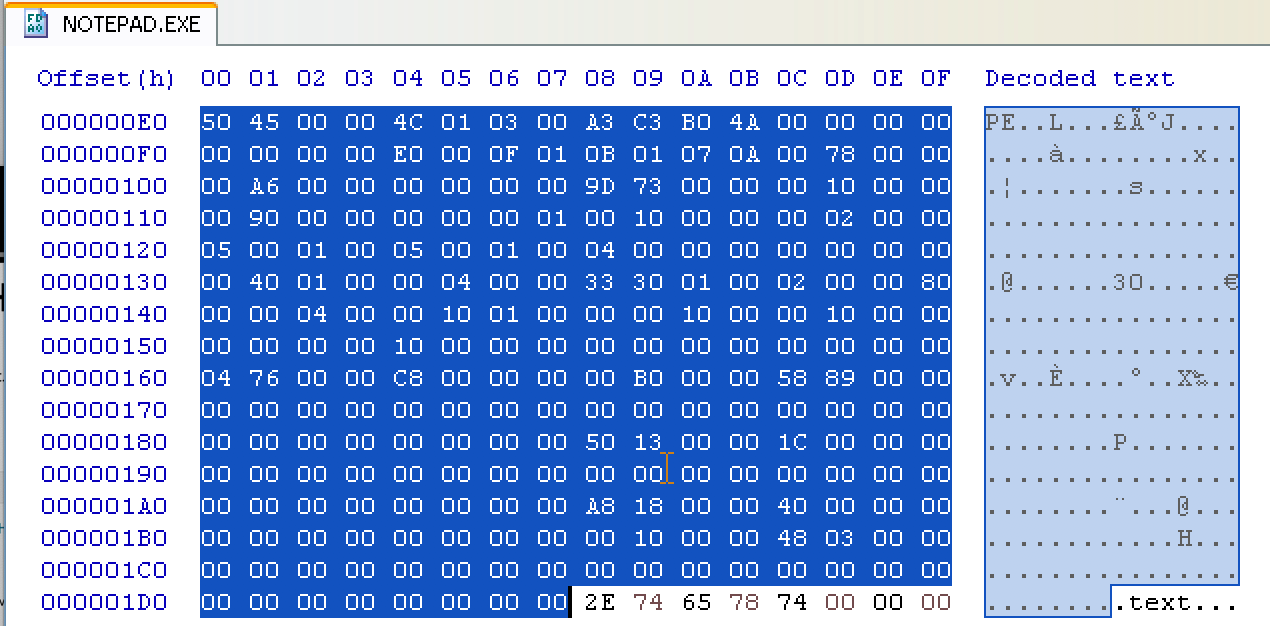 NOTEPAD.EXE
Offset(h) 00 01 02 03 04 05 06 07 08 09 0A 0B 0C 0D 0E 0F Decoded text
000000E0 50 45 00 00 4C 01 03 00 A3 C3 B0 4A 00 00 00 00 PE..L...£Ã°J....
000000F0 00 00 00 00 E0 00 0F 01 0B 01 07 0A 00 78 00 00 ....à........x..
00000100 00 A6 00 00 00 00 00 00 9D 73 00 00 00 10 00 00 .¦.......s......
00000110 00 90 00 00 00 00 00 01 00 10 00 00 00 02 00 00 ................
00000120 05 00 01 00 05 00 01 00 04 00 00 00 00 00 00 00 ................
00000130 00 40 01 00 00 04 00 00 33 30 01 00 02 00 00 80 .@......30.....€
00000140 00 00 04 00 00 10 01 00 00 00 10 00 00 10 00 00 ................
00000150 00 00 00 00 10 00 00 00 00 00 00 00 00 00 00 00 ................
00000160 04 76 00 00 C8 00 00 00 00 B0 00 00 58 89 00 00 .v..È....°..X‰..
00000170 00 00 00 00 00 00 00 00 00 00 00 00 00 00 00 00 ................
00000180 00 00 00 00 00 00 00 00 50 13 00 00 1C 00 00 00 ........P.......
00000190 00 00 00 00 00 00 00 00 00 00 00 00 00 00 00 00 ................
000001A0 00 00 00 00 00 00 00 00 A8 18 00 00 40 00 00 00 ........¨...@...
000001B0 00 00 00 00 00 00 00 00 00 10 00 00 48 03 00 00 ............H...
000001C0 00 00 00 00 00 00 00 00 00 00 00 00 00 00 00 00 ................
000001D0 00 00 00 00 00 00 00 00 2E 74 65 78 74 00 00 00 .........text...